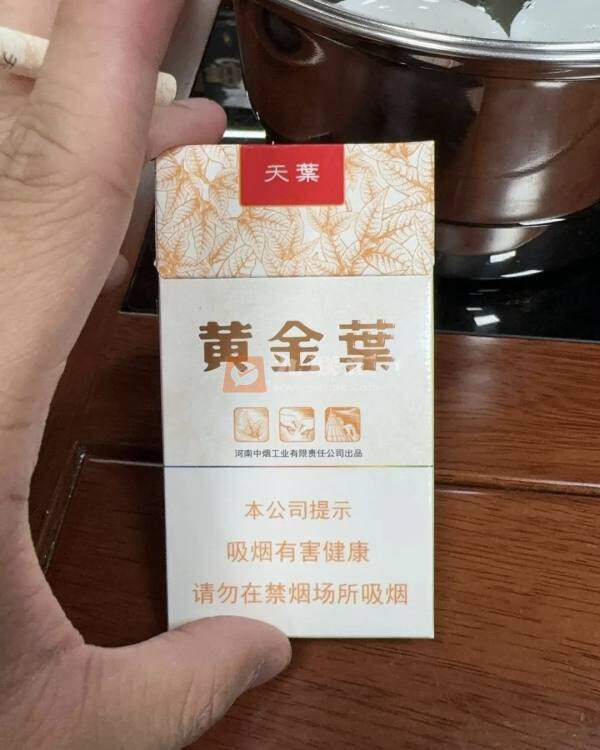 天葉
黄金葉
河南中烟工业有限责任公司出品
本公司提示
吸烟有害健康
请勿在禁烟场所吸烟